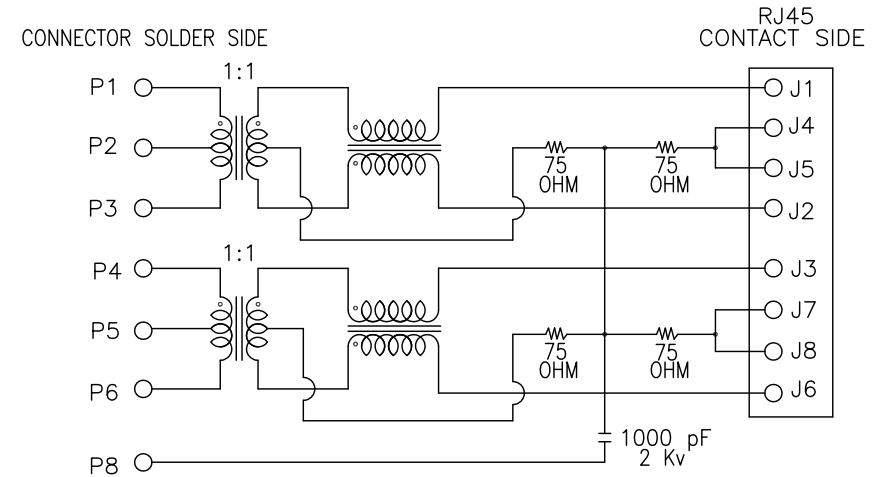 RJ45
CONNECTOR SOLDER SIDE
CONTACT SIDE
1:1
P1
J1
J4
P2
75
OHM
75
OHM
J5
P3
J2
1:1
P4
J3
J7
P5
75
OHM
75
OHM
J8
P6
J6
1000 pF
2 Kv
P8